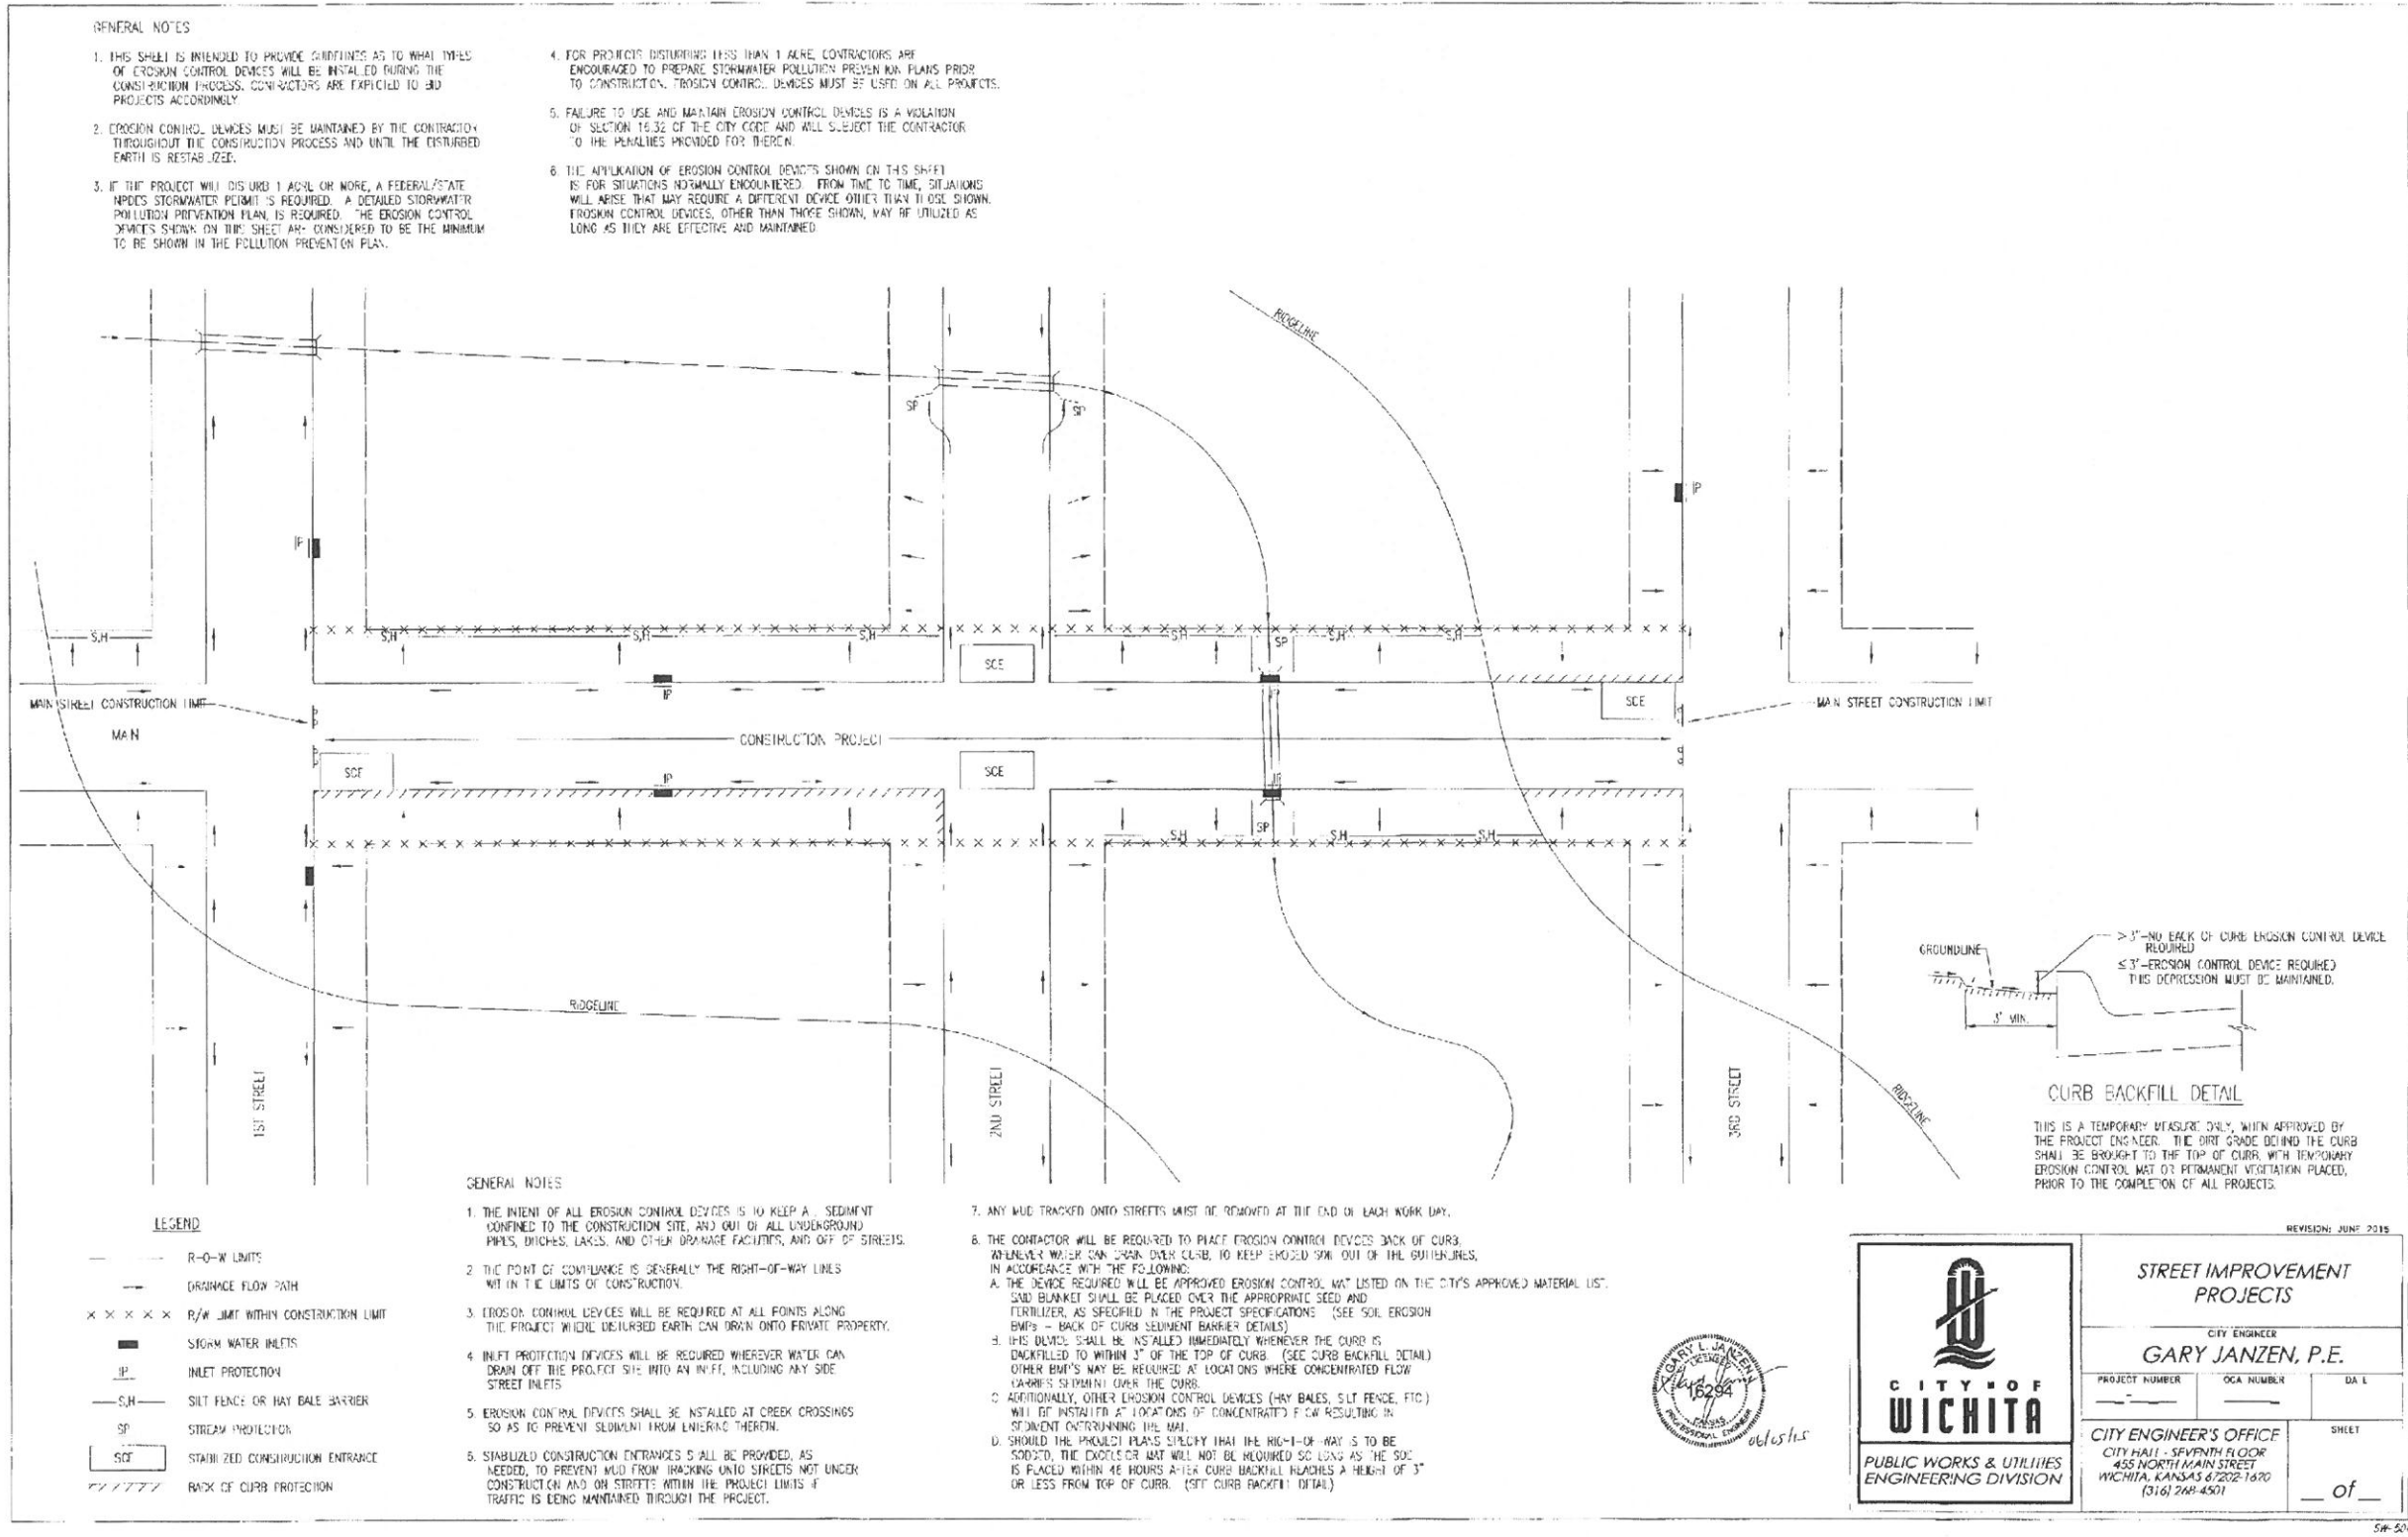 GENERAL NOTES
1. THIS SHEET IS INTENDED TO PROVIDE GUIDELINES AS TO WHAT TYPES
OF EROSION CONTROL DEVICES WILL BE INSTALLED DURING THE
CONSTRUCTION PROCESS. CONTRACTORS ARE EXPECTED TO BID
PROJECTS ACCORDINGLY.
2. EROSION CONTROL DEVICES MUST BE MAINTAINED BY THE CONTRACTOR
THROUGHOUT THE CONSTRUCTION PROCESS AND UNTIL THE DISTURBED
EARTH IS RESTABILIZED.
3. IF THE PROJECT WILL DISTURB 1 ACRE OR MORE, A FEDERAL/STATE
NPDES STORMWATER PERMIT IS REQUIRED. A DETAILED STORMWATER
POLLUTION PREVENTION PLAN, IS REQUIRED. THE EROSION CONTROL
DEVICES SHOWN ON THIS SHEET ARE CONSIDERED TO BE THE MINIMUM
TO BE SHOWN IN THE POLLUTION PREVENTION PLAN.
4. FOR PROJECTS DISTURBING LESS THAN 1 ACRE, CONTRACTORS ARE
ENCOURAGED TO PREPARE STORMWATER POLLUTION PREVENTION PLANS PRIOR
TO CONSTRUCTION. EROSION CONTROL DEVICES MUST BE USED ON ALL PROJECTS.
5. FAILURE TO USE AND MAINTAIN EROSION CONTROL DEVICES IS A VIOLATION
OF SECTION 16.32 OF THE CITY CODE AND WILL SUBJECT THE CONTRACTOR
TO THE PENALTIES PROVIDED FOR THEREIN.
6. THE APPLICATION OF EROSION CONTROL DEVICES SHOWN ON THIS SHEET
IS FOR SITUATIONS NORMALLY ENCOUNTERED. FROM TIME TO TIME, SITUATIONS
WILL ARISE THAT MAY REQUIRE A DIFFERENT DEVICE OTHER THAN THOSE SHOWN.
EROSION CONTROL DEVICES, OTHER THAN THOSE SHOWN, MAY BE UTILIZED AS
LONG AS THEY ARE EFFECTIVE AND MAINTAINED.
RIDGELINE
SP
SP
IP
IP
S,H
S,H
S,H
S,H
S,H
S,H
S,H
SP
SCE
IP
MAIN STREET CONSTRUCTION LIMIT
SCE
MAIN STREET CONSTRUCTION LIMIT
MAIN
CONSTRUCTION PROJECT
SCE
IP
SCE
IP
S,H
SP
S,H
S,H
RIDGELINE
1ST STREET
2ND STREET
3RD STREET
RIDGELINE
GROUNDLINE
> 3"-NO BACK OF CURB EROSION CONTROL DEVICE
REQUIRED
≤ 3"-EROSION CONTROL DEVICE REQUIRED
THIS DEPRESSION MUST BE MAINTAINED.
3' MIN.
CURB BACKFILL DETAIL
THIS IS A TEMPORARY MEASURE ONLY, WHEN APPROVED BY
THE PROJECT ENGINEER. THE DIRT GRADE BEHIND THE CURB
SHALL BE BROUGHT TO THE TOP OF CURB, WITH TEMPORARY
EROSION CONTROL MAT OR PERMANENT VEGETATION PLACED,
PRIOR TO THE COMPLETION OF ALL PROJECTS.
LEGEND
R-O-W LIMITS
DRAINAGE FLOW PATH
X X X X X R/W LIMIT WITHIN CONSTRUCTION LIMIT
STORM WATER INLETS
IP INLET PROTECTION
S,H SILT FENCE OR HAY BALE BARRIER
SP STREAM PROTECTION
SCE STABILIZED CONSTRUCTION ENTRANCE
BACK OF CURB PROTECTION
GENERAL NOTES
1. THE INTENT OF ALL EROSION CONTROL DEVICES IS TO KEEP ALL SEDIMENT
CONFINED TO THE CONSTRUCTION SITE, AND OUT OF ALL UNDERGROUND
PIPES, DITCHES, LAKES, AND OTHER DRAINAGE FACILITIES, AND OFF OF STREETS.
2. THE POINT OF COMPLIANCE IS GENERALLY THE RIGHT-OF-WAY LINES
WITHIN THE LIMITS OF CONSTRUCTION.
3. EROSION CONTROL DEVICES WILL BE REQUIRED AT ALL POINTS ALONG
THE PROJECT WHERE DISTURBED EARTH CAN DRAIN ONTO PRIVATE PROPERTY.
4. INLET PROTECTION DEVICES WILL BE REQUIRED WHEREVER WATER CAN
DRAIN OFF THE PROJECT SITE INTO AN INLET, INCLUDING ANY SIDE
STREET INLETS
5. EROSION CONTROL DEVICES SHALL BE INSTALLED AT CREEK CROSSINGS
SO AS TO PREVENT SEDIMENT FROM ENTERING THEREIN.
6. STABILIZED CONSTRUCTION ENTRANCES SHALL BE PROVIDED, AS
NEEDED, TO PREVENT MUD FROM TRACKING ONTO STREETS NOT UNDER
CONSTRUCTION AND ON STREETS WITHIN THE PROJECT LIMITS IF
TRAFFIC IS BEING MAINTAINED THROUGH THE PROJECT.
7. ANY MUD TRACKED ONTO STREETS MUST BE REMOVED AT THE END OF EACH WORK DAY.
8. THE CONTACTOR WILL BE REQUIRED TO PLACE EROSION CONTROL DEVICES BACK OF CURB,
WHENEVER WATER CAN DRAIN OVER CURB, TO KEEP ERODED SOIL OUT OF THE GUTTERLINES,
IN ACCORDANCE WITH THE FOLLOWING:
A. THE DEVICE REQUIRED WILL BE APPROVED EROSION CONTROL MAT LISTED ON THE CITY'S APPROVED MATERIAL LIST.
SAID BLANKET SHALL BE PLACED OVER THE APPROPRIATE SEED AND
FERTILIZER, AS SPECIFIED IN THE PROJECT SPECIFICATIONS (SEE SOIL EROSION
BMPs - BACK OF CURB SEDIMENT BARRIER DETAILS)
B. THIS DEVICE SHALL BE INSTALLED IMMEDIATELY WHENEVER THE CURB IS
BACKFILLED TO WITHIN 3" OF THE TOP OF CURB. (SEE CURB BACKFILL DETAIL)
OTHER BMP'S MAY BE REQUIRED AT LOCATIONS WHERE CONCENTRATED FLOW
CARRIES SEDIMENT OVER THE CURB.
C. ADDITIONALLY, OTHER EROSION CONTROL DEVICES (HAY BALES, SILT FENCE, ETC.)
WILL BE INSTALLED AT LOCATIONS OF CONCENTRATED FLOW RESULTING IN
SEDIMENT OVERRUNNING THE MAT.
D. SHOULD THE PROJECT PLANS SPECIFY THAT THE RIGHT-OF-WAY IS TO BE
SODDED, THE EXCELSIOR MAT WILL NOT BE REQUIRED SO LONG AS THE SOD
IS PLACED WITHIN 48 HOURS AFTER CURB BACKFILL REACHES A HEIGHT OF 3"
OR LESS FROM TOP OF CURB. (SEE CURB BACKFILL DETAIL)
GARY L. JANZEN
LICENSED
16294
KANSAS
PROFESSIONAL ENGINEER
06/05/15
REVISION: JUNE 2015
CITY OF
WICHITA
PUBLIC WORKS & UTILITIES
ENGINEERING DIVISION
STREET IMPROVEMENT
PROJECTS
CITY ENGINEER
GARY JANZEN, P.E.
PROJECT NUMBER OCA NUMBER DATE
CITY ENGINEER'S OFFICE
CITY HALL - SEVENTH FLOOR
455 NORTH MAIN STREET
WICHITA, KANSAS 67202-1620
(316) 268-4501
SHEET
__ of __